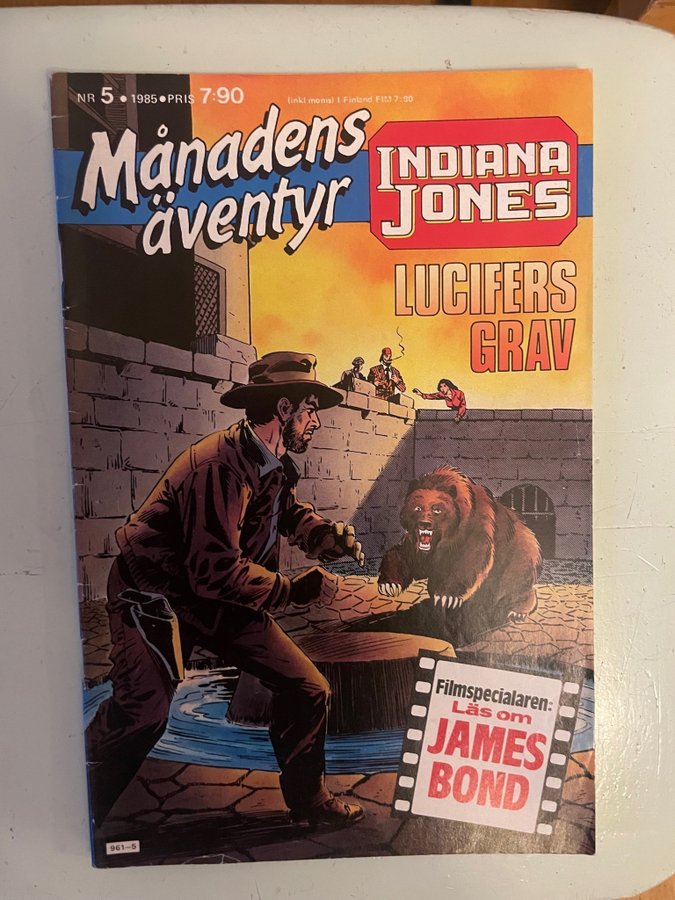 NR 5 • 1985 • PRIS 7:90 (inkl moms) I Finland FIM 7:90
Månadens
äventyr
INDIANA
JONES
LUCIFERS
GRAV
Filmspecialaren:
Läs om
JAMES
BOND
961-5